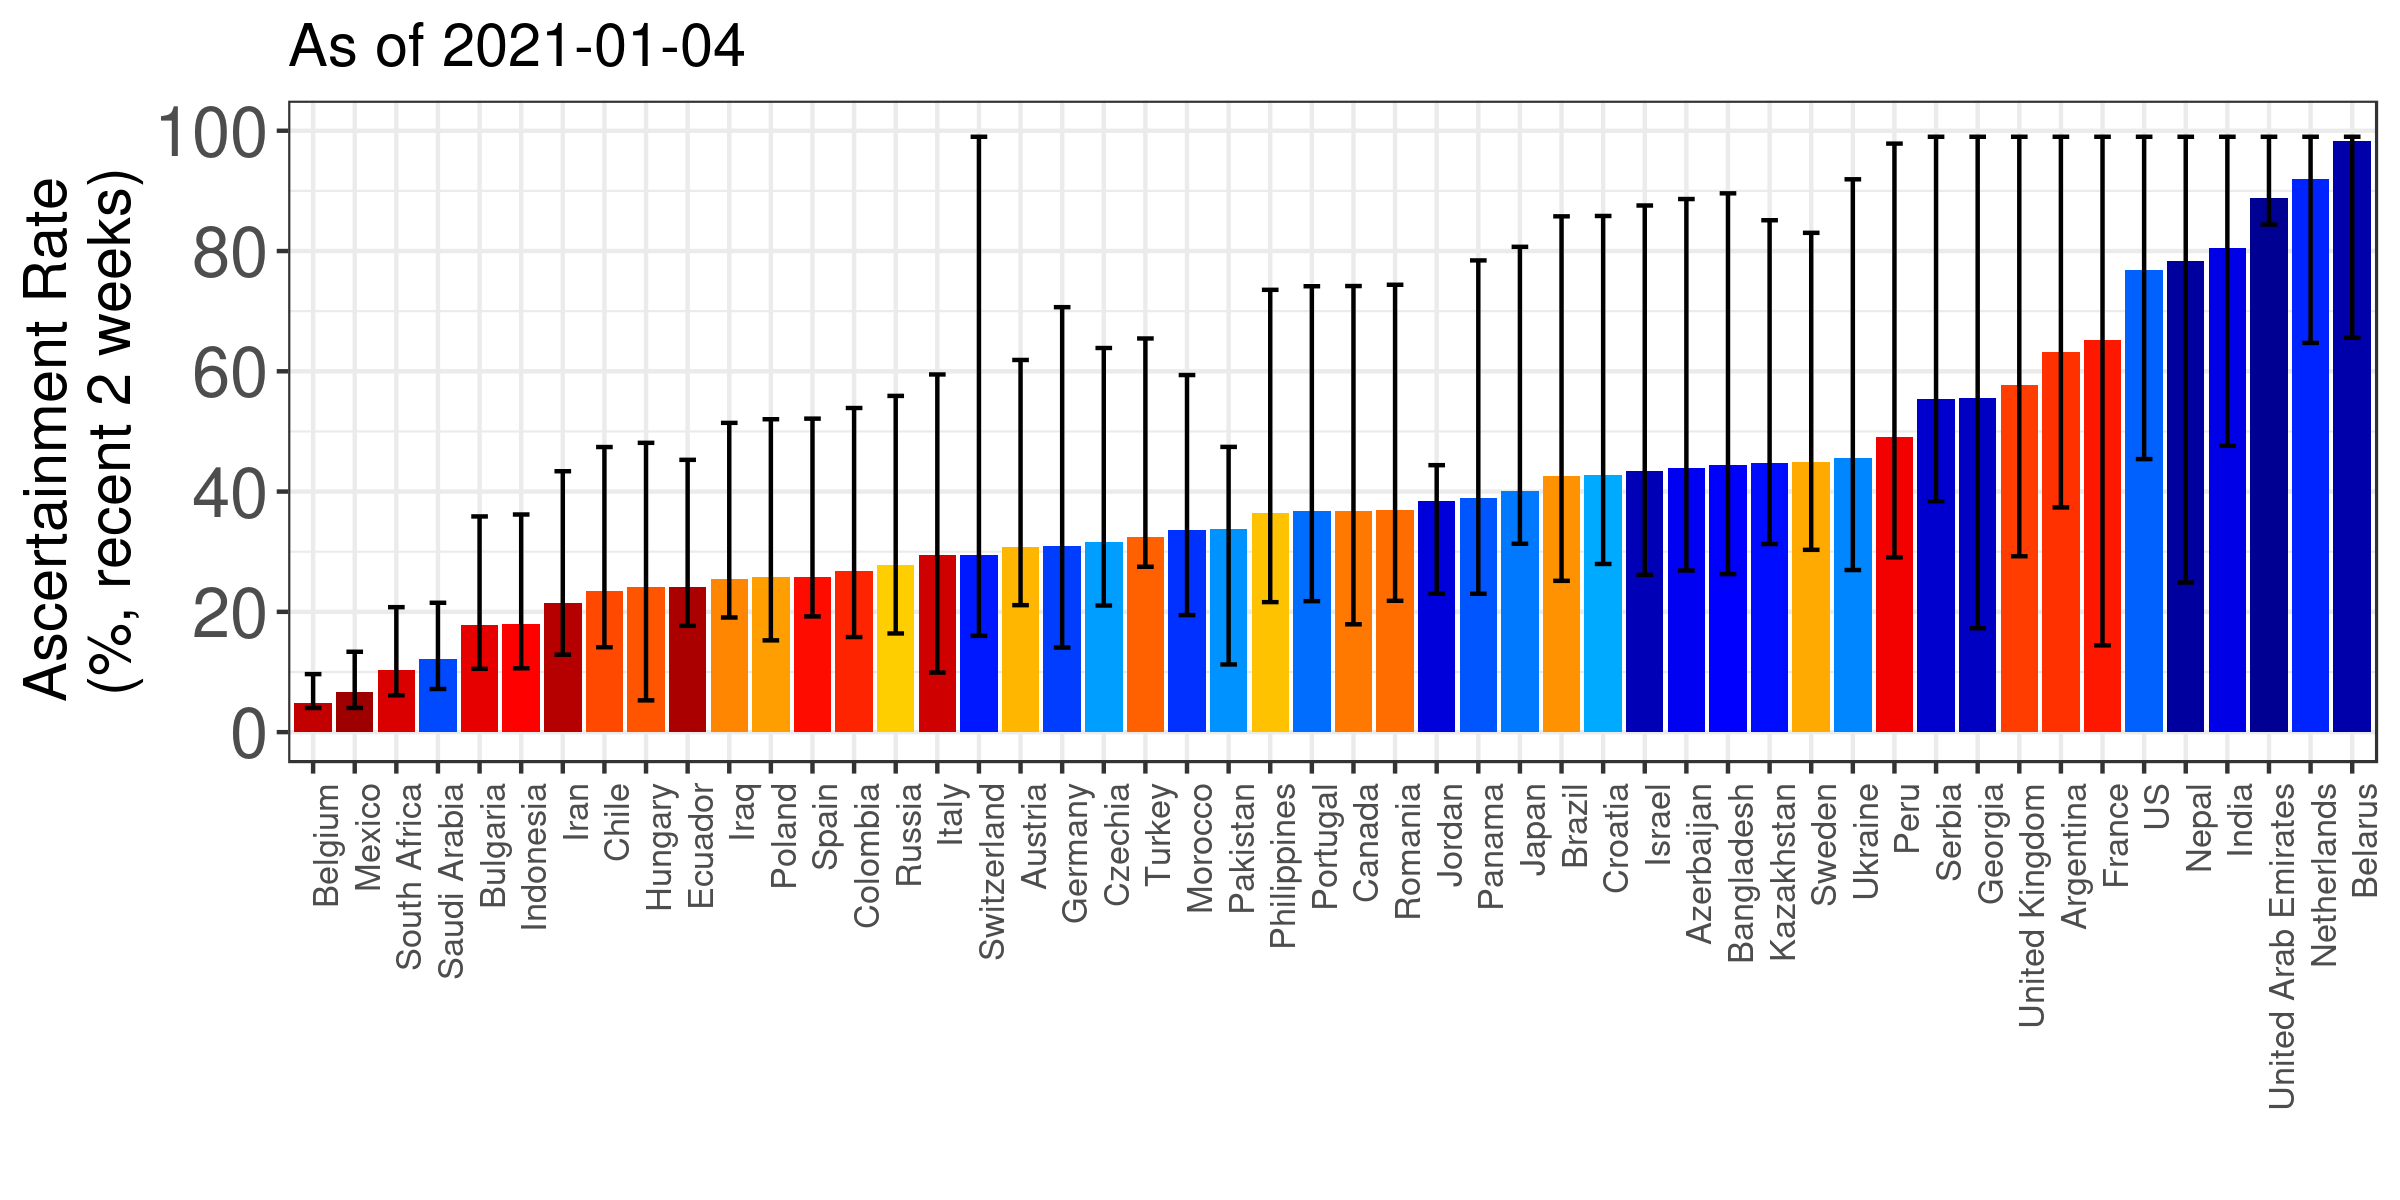 As of 2021-01-04
Ascertainment Rate
(%, recent 2 weeks)
100
80
60
40
20
0
Belgium
Mexico
South Africa
Saudi Arabia
Bulgaria
Indonesia
Iran
Chile
Hungary
Ecuador
Iraq
Poland
Spain
Colombia
Russia
Italy
Switzerland
Austria
Germany
Czechia
Turkey
Morocco
Pakistan
Philippines
Portugal
Canada
Romania
Jordan
Panama
Japan
Brazil
Croatia
Israel
Azerbaijan
Bangladesh
Kazakhstan
Sweden
Ukraine
Peru
Serbia
Georgia
United Kingdom
Argentina
France
US
Nepal
India
United Arab Emirates
Netherlands
Belarus